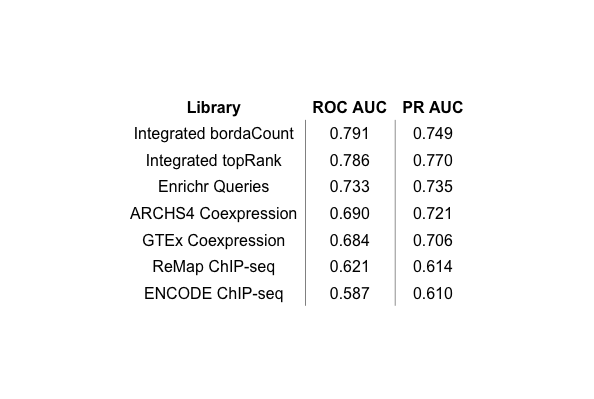 Library ROC AUC PR AUC
Integrated bordaCount 0.791 0.749
Integrated topRank 0.786 0.770
Enrichr Queries 0.733 0.735
ARCHS4 Coexpression 0.690 0.721
GTEx Coexpression 0.684 0.706
ReMap ChIP-seq 0.621 0.614
ENCODE ChIP-seq 0.587 0.610